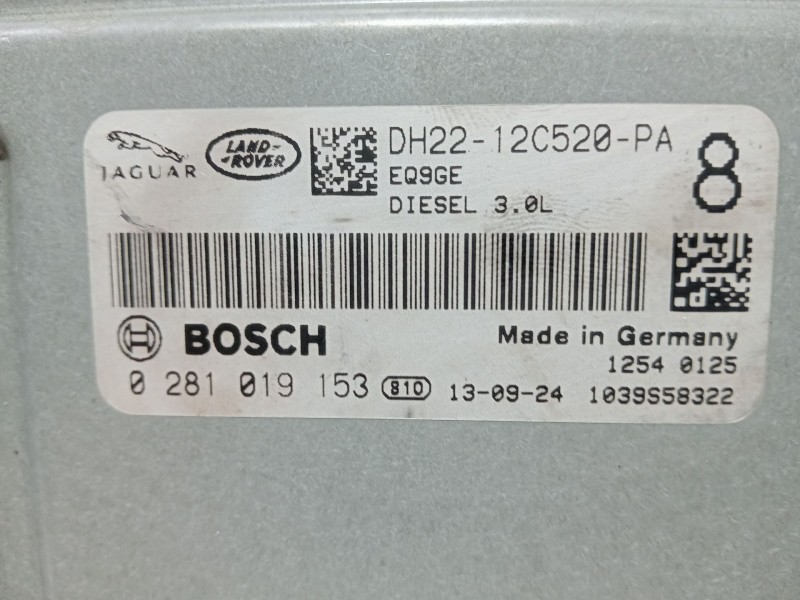 JAGUAR
LAND-
-ROVER
DH22-12C520-PA
EQ9GE
DIESEL 3.0L
8
BOSCH
Made in Germany
1254 0125
0 281 019 153 810 13-09-24 1039S58322